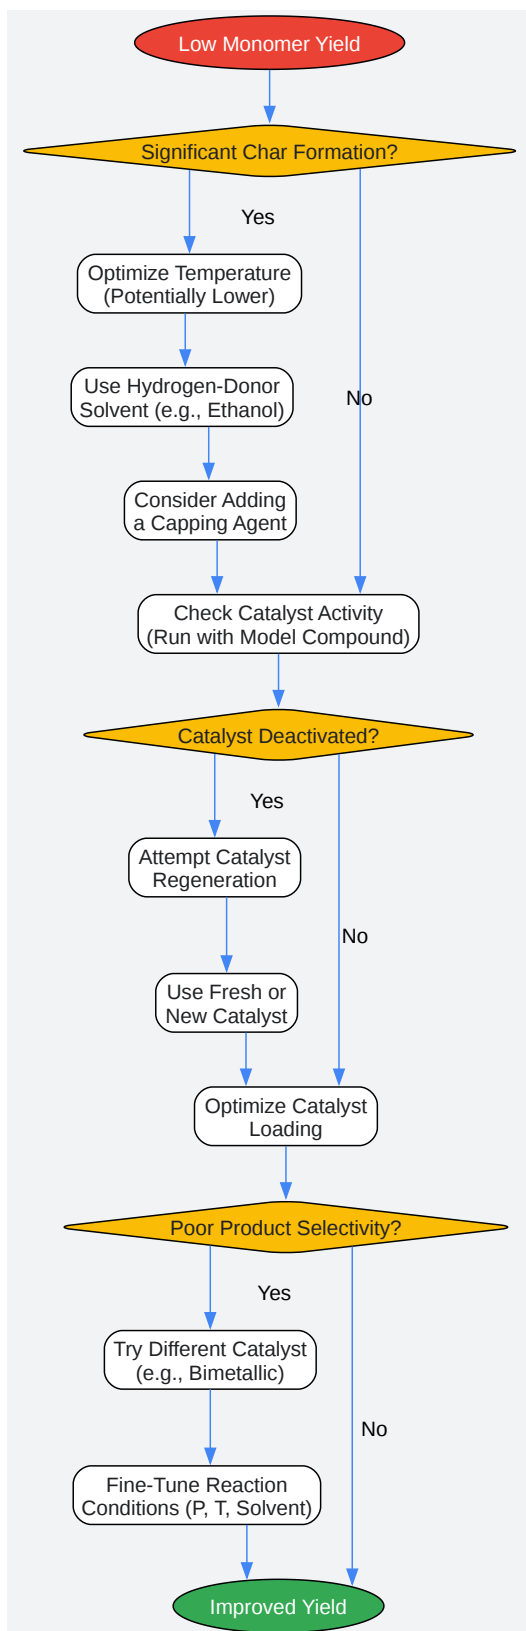 Low Monomer Yield
Significant Char Formation?
Yes
Optimize Temperature
(Potentially Lower)
Use Hydrogen-Donor
Solvent (e.g., Ethanol)
No
Consider Adding
a Capping Agent
Check Catalyst Activity
(Run with Model Compound)
Catalyst Deactivated?
Yes
Attempt Catalyst
Regeneration
No
Use Fresh or
New Catalyst
Optimize Catalyst
Loading
Poor Product Selectivity?
Yes
Try Different Catalyst
(e.g., Bimetallic)
No
Fine-Tune Reaction
Conditions (P, T, Solvent)
Improved Yield